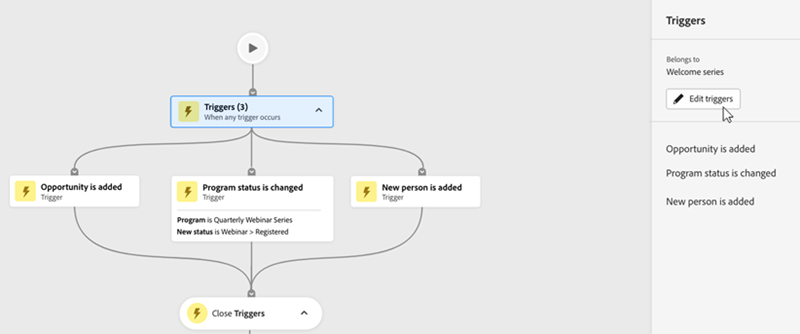 Triggers (3)
When any trigger occurs
Opportunity is added
Trigger
Program status is changed
Trigger
Program is Quarterly Webinar Series
New status is Webinar > Registered
New person is added
Trigger
Close Triggers
Triggers
Belongs to
Welcome series
Edit triggers
Opportunity is added
Program status is changed
New person is added